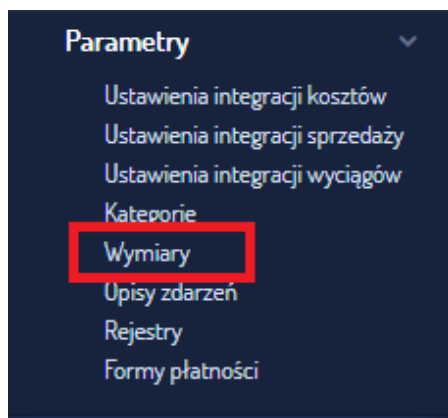 Parametry
Ustawienia integracji kosztów
Ustawienia integracji sprzedaży
Ustawienia integracji wyciągów
Kategorie
Wymiary
Opisy zdarzeń
Rejestry
Formy płatności